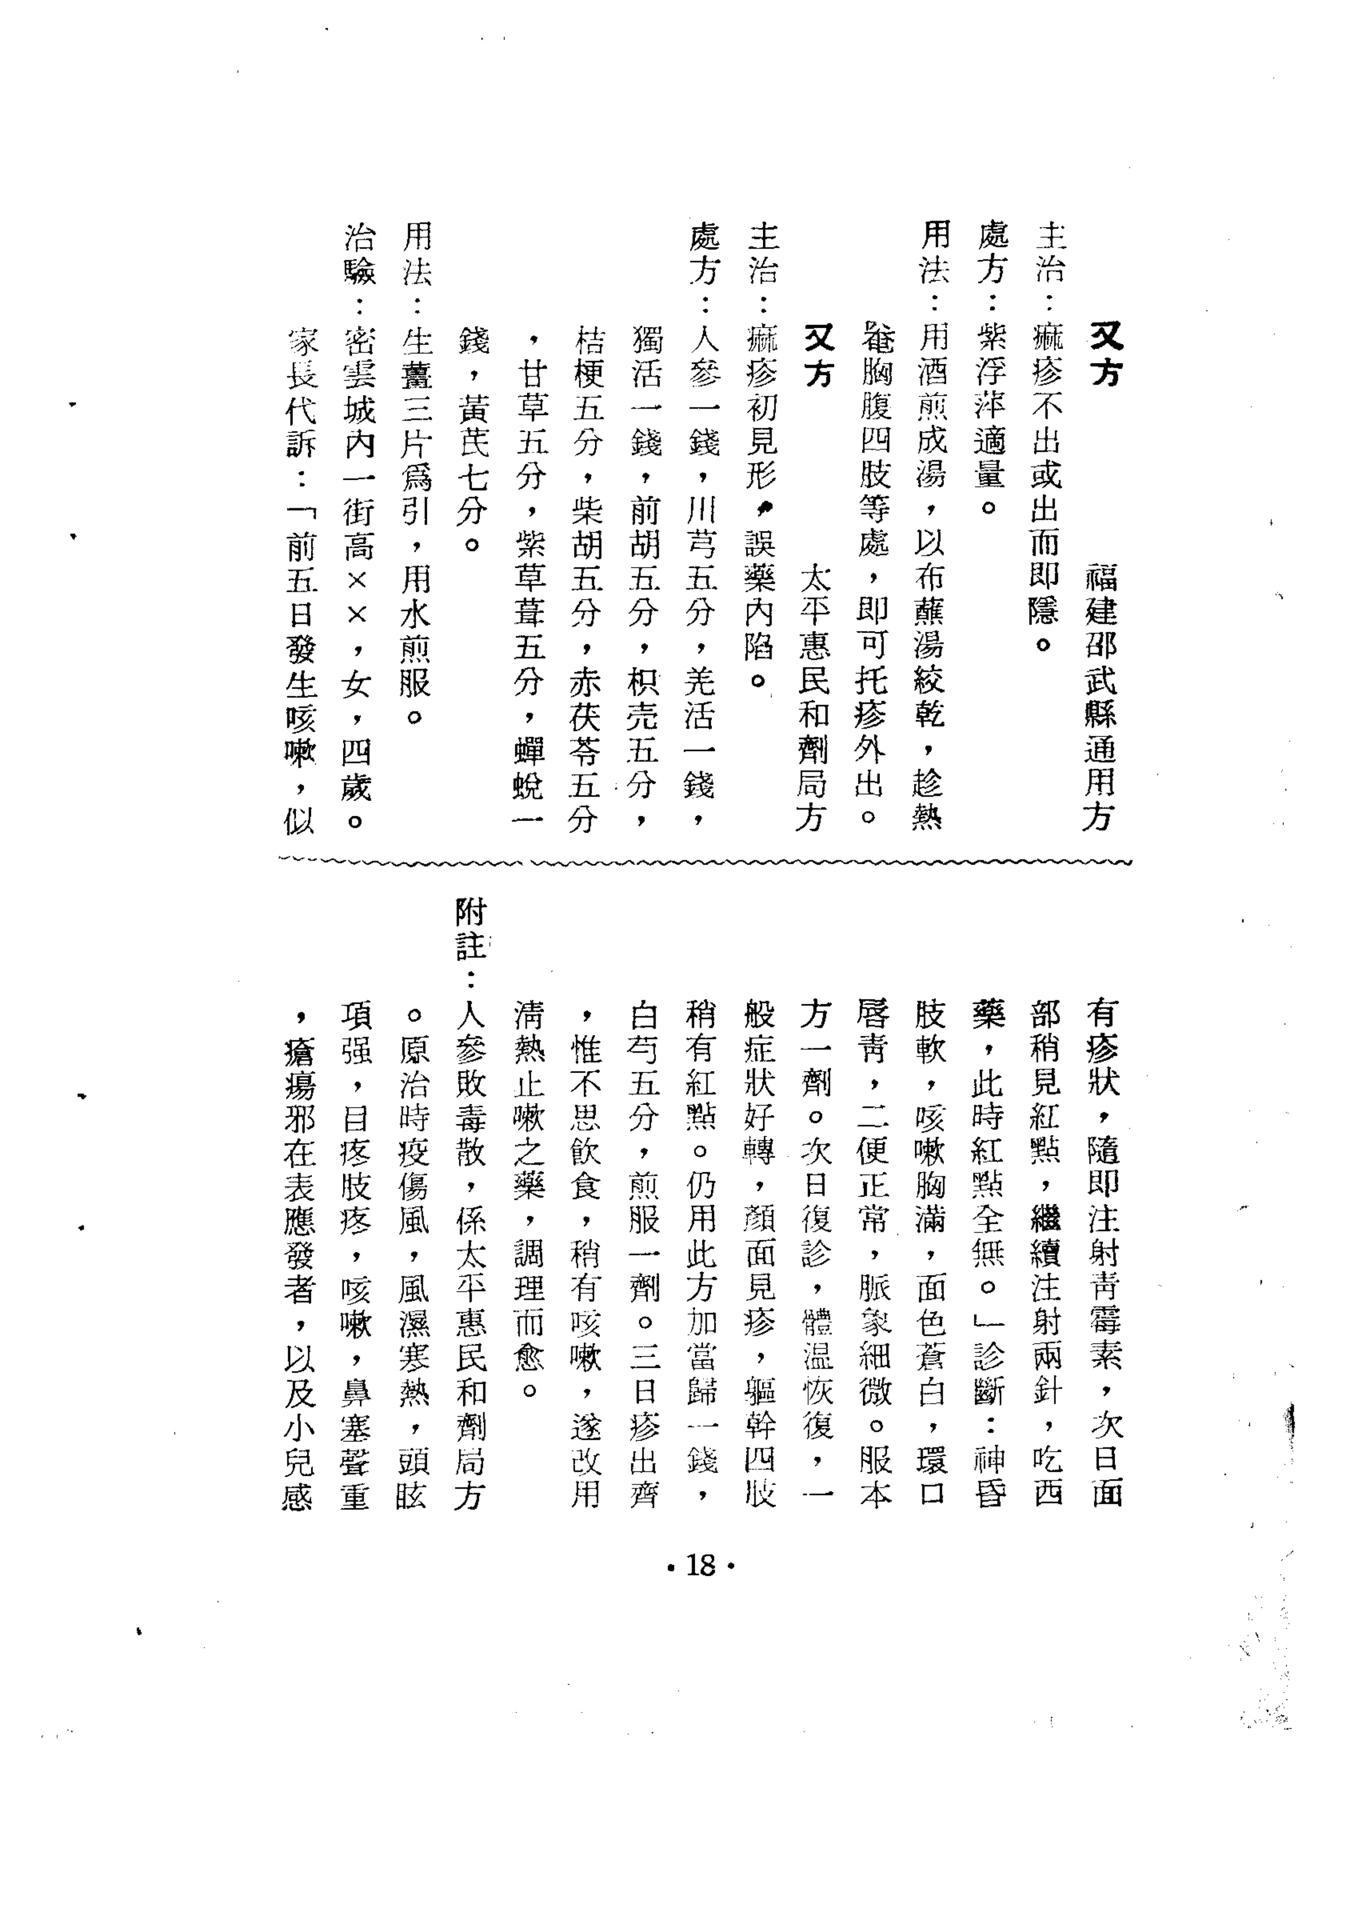 又方　福建邵武縣通用方
主治：痲疹不出或出而即隱。
處方：紫浮萍適量。
用法：用酒煎成湯，以布蘸湯絞乾，趁熱
罨胸腹四肢等處，即可托疹外出。
又方　太平惠民和劑局方
主治：痲疹初見形，誤藥內陷。
處方：人參一錢，川芎五分，羌活一錢，
獨活一錢，前胡五分，枳壳五分，
桔梗五分，柴胡五分，赤茯苓五分
，甘草五分，紫草茸五分，蟬蛻一
錢，黃芪七分。
用法：生薑三片爲引，用水煎服。
治驗：密雲城內一街高××，女，四歲。
家長代訴：「前五日發生咳嗽，似
有疹狀，隨即注射靑霉素，次日面
部稍見紅點，繼續注射兩針，吃西
藥，此時紅點全無。」診斷：神昏
肢軟，咳嗽胸滿，面色蒼白，環口
唇靑，二便正常，脈象細微。服本
方一劑。次日復診，體温恢復，一
般症狀好轉，顏面見疹，軀幹四肢
稍有紅點。仍用此方加當歸一錢，
白芍五分，煎服一劑。三日疹出齊
，惟不思飲食，稍有咳嗽，遂改用
淸熱止嗽之藥，調理而愈。
附註：人參敗毒散，係太平惠民和劑局方
。原治時疫傷風，風濕寒熱，頭眩
項强，目疼肢疼，咳嗽，鼻塞聲重
，瘡瘍邪在表應發者，以及小兒感
・18・